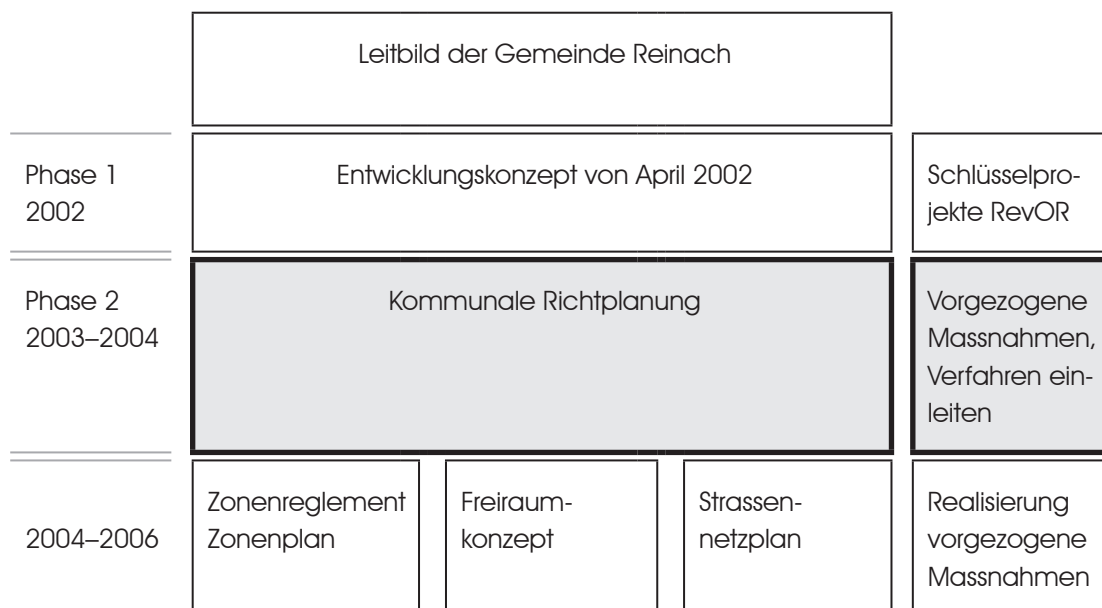 Leitbild der Gemeinde Reinach
Phase 1
2002
Entwicklungskonzept von April 2002
Schlüsselpro-
jekte RevOR
Phase 2
2003–2004
Kommunale Richtplanung
Vorgezogene
Massnahmen,
Verfahren ein-
leiten
2004–2006
Zonenreglement
Zonenplan
Freiraum-
konzept
Strassen-
netzplan
Realisierung
vorgezogene
Massnahmen